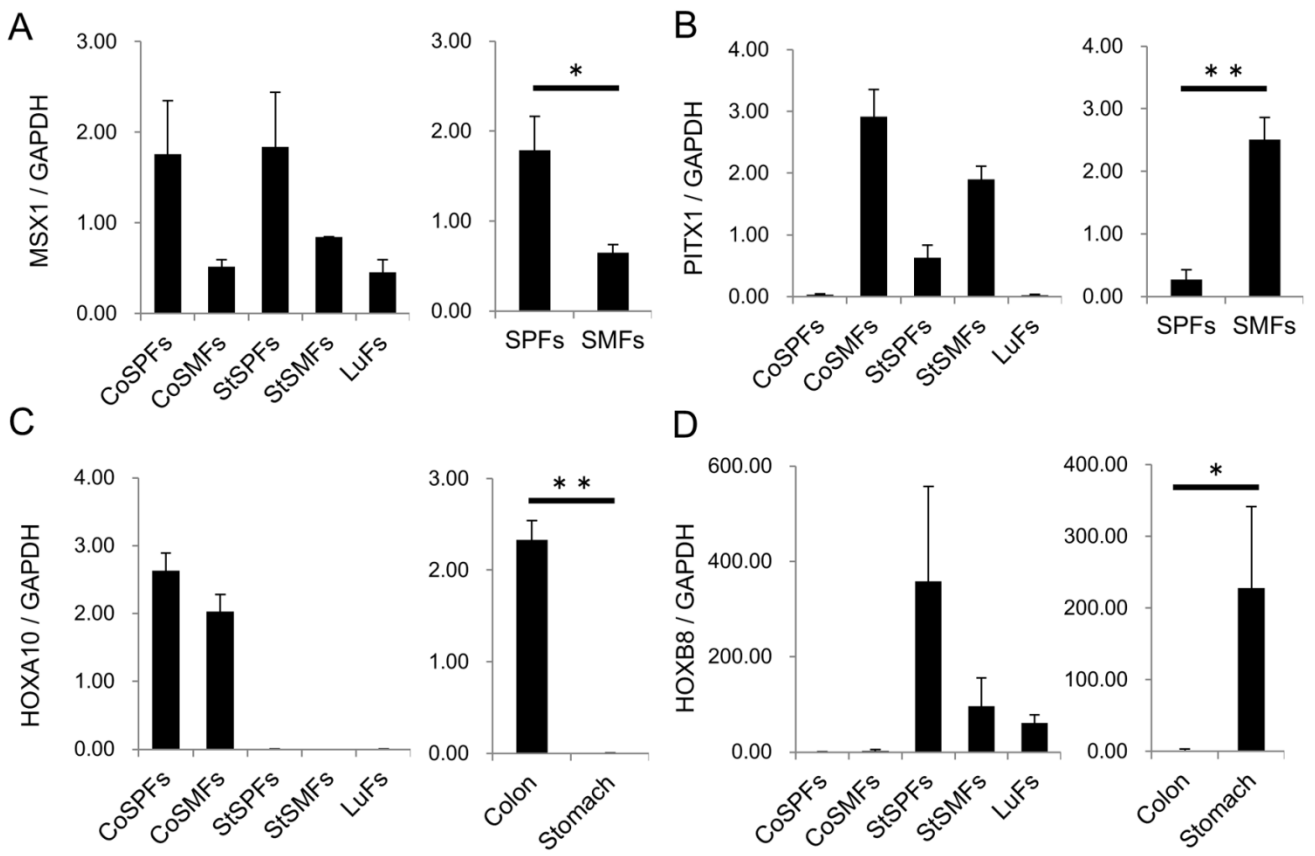 A
MSX1 / GAPDH
3.00
2.00
1.00
0.00
CoSPFs
CoSMFs
StSPFs
StSMFs
LuFs
3.00
2.00
1.00
0.00
*
SPFs
SMFs
B
PITX1 / GAPDH
4.00
3.00
2.00
1.00
0.00
CoSPFs
CoSMFs
StSPFs
StSMFs
LuFs
4.00
3.00
2.00
1.00
0.00
* *
SPFs
SMFs
C
HOXA10 / GAPDH
4.00
3.00
2.00
1.00
0.00
CoSPFs
CoSMFs
StSPFs
StSMFs
LuFs
3.00
2.00
1.00
0.00
* *
Colon
Stomach
D
HOXB8 / GAPDH
600.00
400.00
200.00
0.00
CoSPFs
CoSMFs
StSPFs
StSMFs
LuFs
400.00
300.00
200.00
100.00
0.00
*
Colon
Stomach